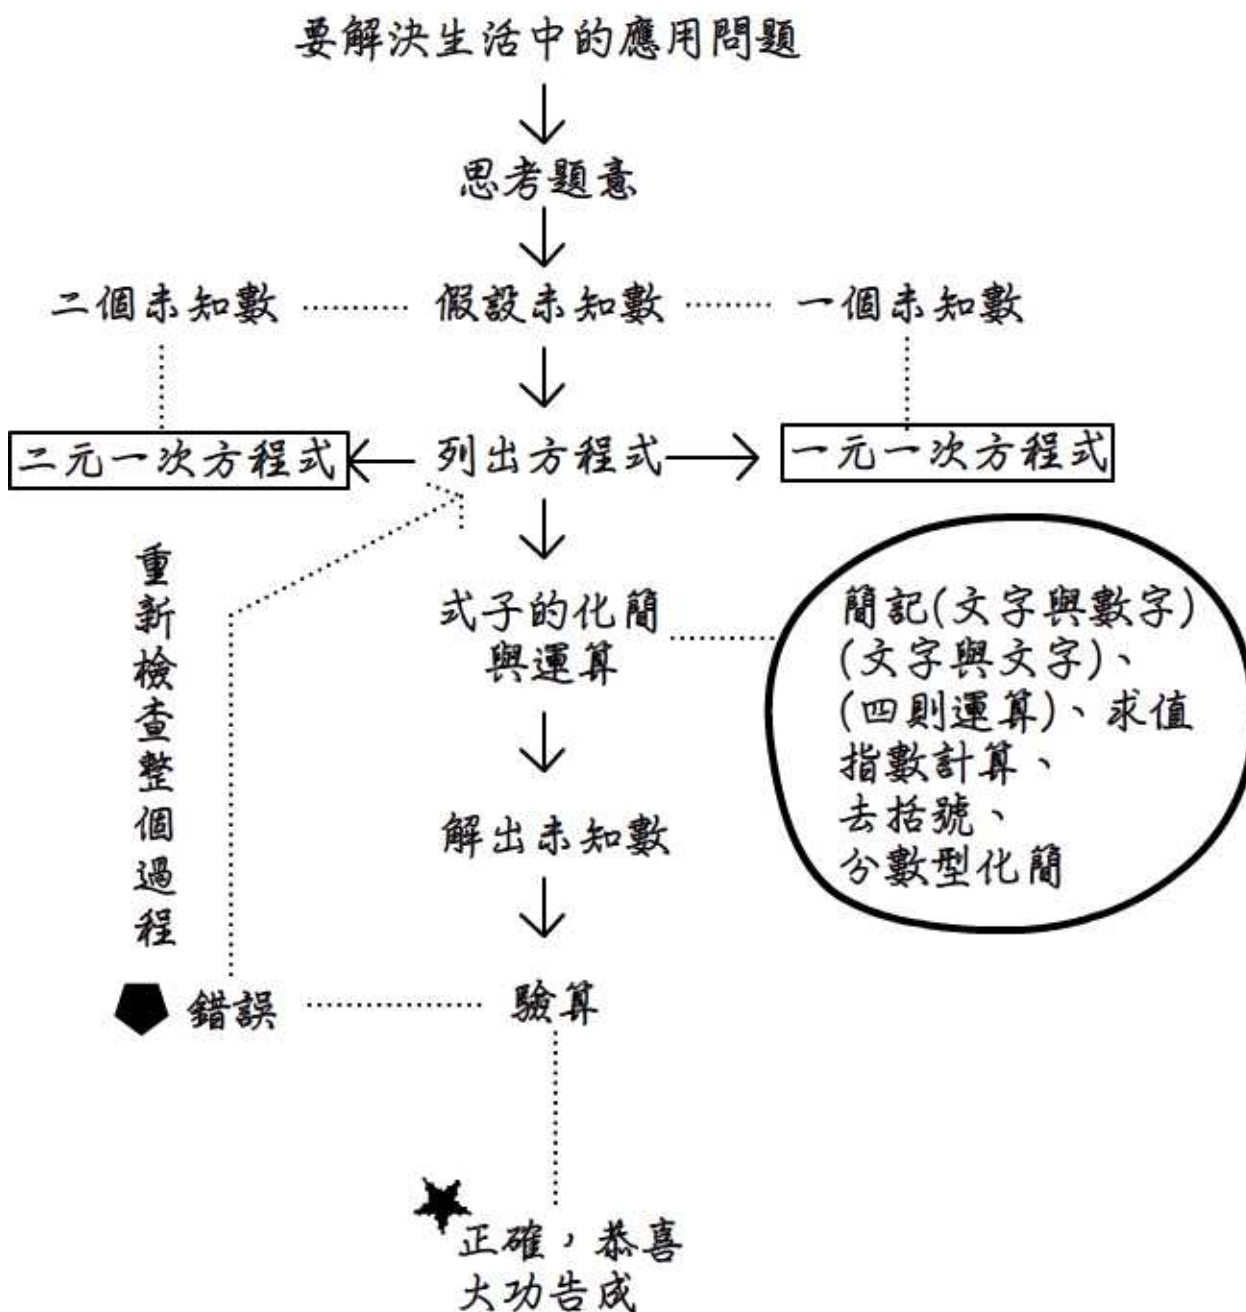 要解決生活中的應用問題
思考題意
二個未知數
假設未知數
一個未知數
二元一次方程式
列出方程式
一元一次方程式
重新檢查整個過程
式子的化簡
與運算
簡記(文字與數字)
(文字與文字)、
(四則運算)、求值
指數計算、
去括號、
分數型化簡
解出未知數
錯誤
驗算
正確，恭喜
大功告成